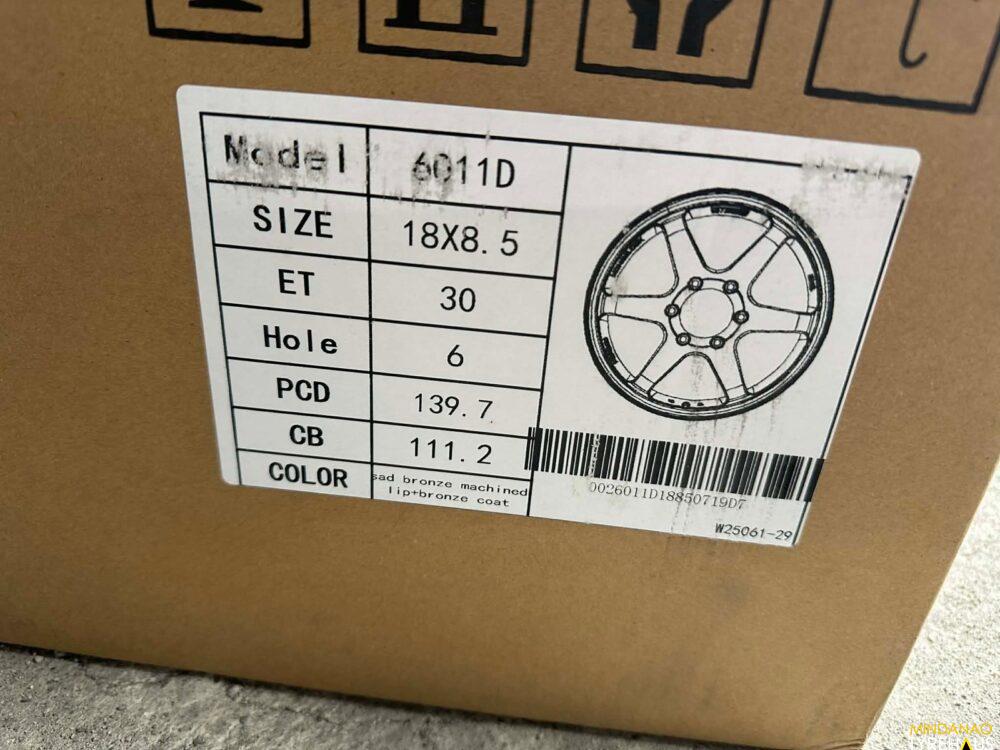 Model 6011D
SIZE 18X8.5
ET 30
Hole 6
PCD 139.7
CB 111.2
COLOR sad bronze machined
lip+bronze coat
0026011D18850719D7
W25061-29
MINDANAO